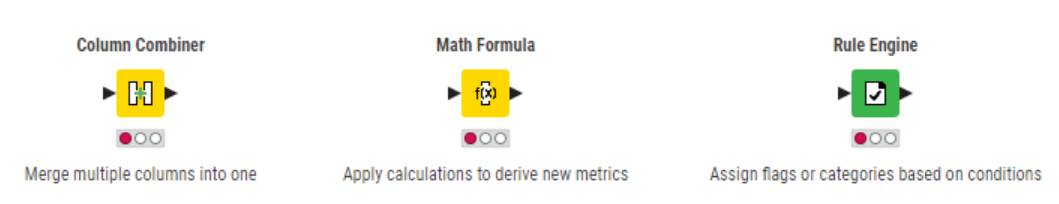 Column Combiner
Math Formula
Rule Engine
f(x)
Merge multiple columns into one
Apply calculations to derive new metrics
Assign flags or categories based on conditions